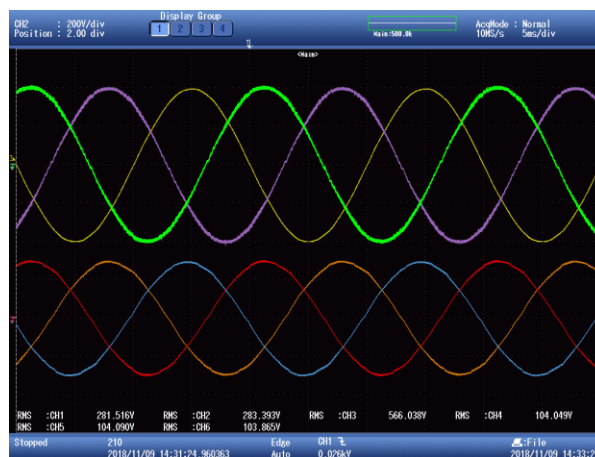 CH2 : 200V/div
Position : 2.00 div
Display Group
1 2 3 4
Main:500.0k
AcqMode : Normal
10MS/s 5ms/div
<Main>
RMS :CH1 281.516V RMS :CH2 283.393V RMS :CH3 566.038V RMS :CH4 104.049V
RMS :CH5 104.090V RMS :CH6 103.865V
Stopped 210 Edge CH1 :File
2018/11/09 14:31:24.960363 Auto 0.026kV 2018/11/09 14:33:2